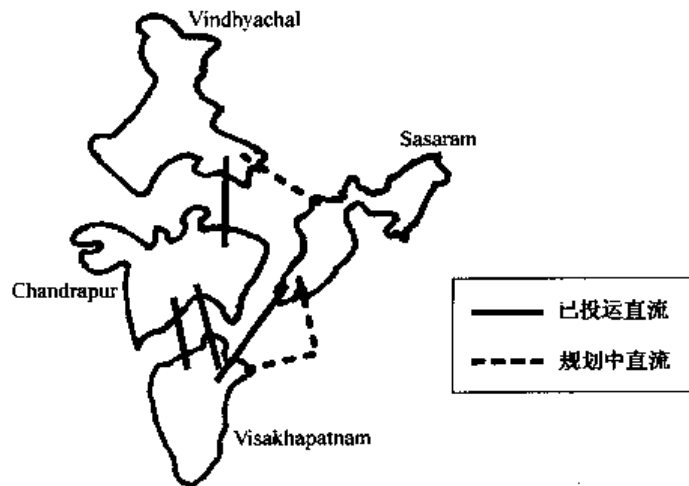 Vindhyachal
Sasaram
Chandrapur
已投运直流
规划中直流
Visakhapatnam